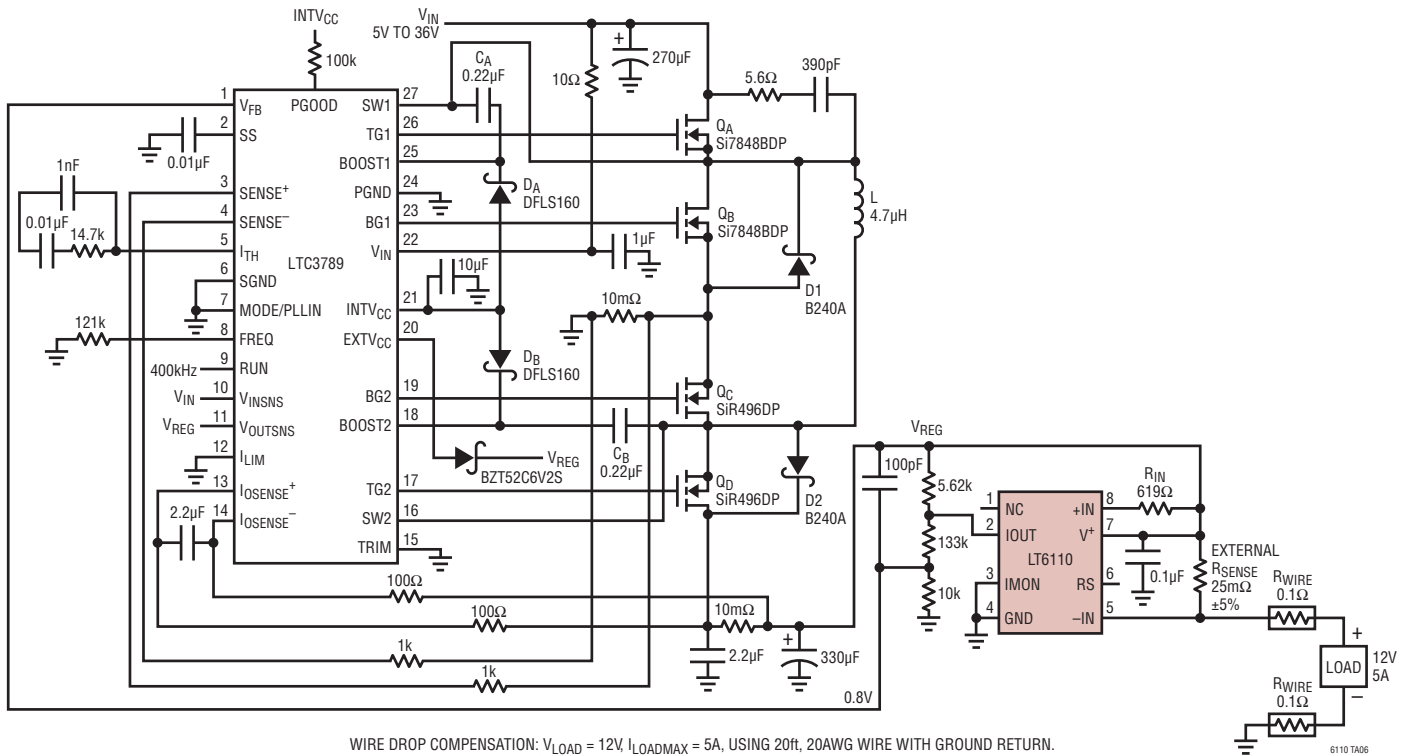 INTVCC
100k
VIN
5V TO 36V
CA
0.22µF
10Ω
+
270µF
5.6Ω
390pF
1
VFB
PGOOD
SW1
27
2
SS
0.01µF
TG1
26
QA
Si7848BDP
1nF
BOOST1
25
DA
DFLS160
3
SENSE+
PGND
24
4
SENSE–
BG1
23
QB
Si7848BDP
L
4.7µH
0.01µF
14.7k
5
ITH
VIN
22
1µF
LTC3789
6
SGND
10µF
D1
B240A
7
MODE/PLLIN
INTVCC
21
10mΩ
121k
8
FREQ
EXTVCC
20
DB
DFLS160
400kHz
9
RUN
BG2
19
QC
SiR496DP
VIN
10
VINSNS
BOOST2
18
VREG
11
VOUTSNS
CB
0.22µF
VREG
BZT52C6V2S
12
ILIM
13
IOSENSE+
TG2
17
QD
SiR496DP
D2
B240A
2.2µF
14
IOSENSE–
SW2
16
TRIM
15
VREG
100pF
5.62k
133k
10k
1
NC
+IN
8
RIN
619Ω
2
IOUT
V+
7
LT6110
0.1µF
EXTERNAL
RSENSE
25mΩ
±5%
3
IMON
RS
6
4
GND
–IN
5
RWIRE
0.1Ω
+
LOAD
12V
5A
–
RWIRE
0.1Ω
100Ω
100Ω
10mΩ
+
1k
2.2µF
330µF
1k
0.8V
WIRE DROP COMPENSATION: VLOAD = 12V, ILOADMAX = 5A, USING 20ft, 20AWG WIRE WITH GROUND RETURN.
6110 TA06